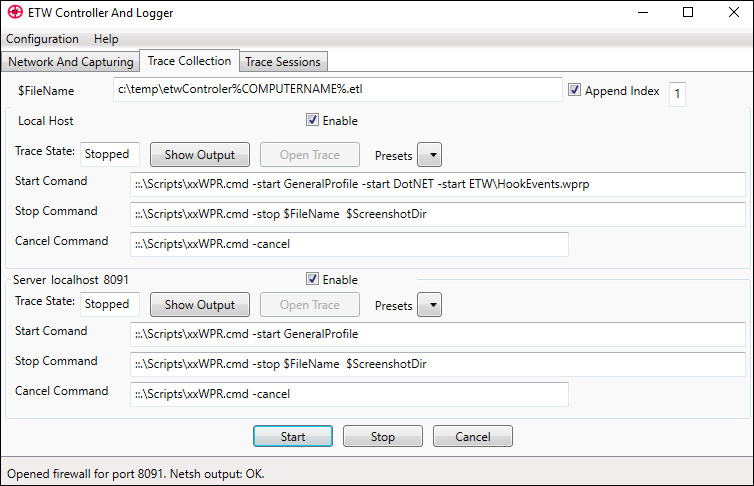 ETW Controller And Logger
Configuration Help
Network And Capturing Trace Collection Trace Sessions
$FileName c:\temp\etwControler%COMPUTERNAME%.etl Append Index 1
Local Host Enable
Trace State: Stopped Show Output Open Trace Presets
Start Comand ::.\Scripts\xxWPR.cmd -start GeneralProfile -start DotNET -start ETW\HookEvents.wprp
Stop Command ::.\Scripts\xxWPR.cmd -stop $FileName  $ScreenshotDir
Cancel Command ::.\Scripts\xxWPR.cmd -cancel
Server localhost 8091 Enable
Trace State: Stopped Show Output Open Trace Presets
Start Comand ::.\Scripts\xxWPR.cmd -start GeneralProfile
Stop Command ::.\Scripts\xxWPR.cmd -stop $FileName  $ScreenshotDir
Cancel Command ::.\Scripts\xxWPR.cmd -cancel
Start Stop Cancel
Opened firewall for port 8091. Netsh output: OK.